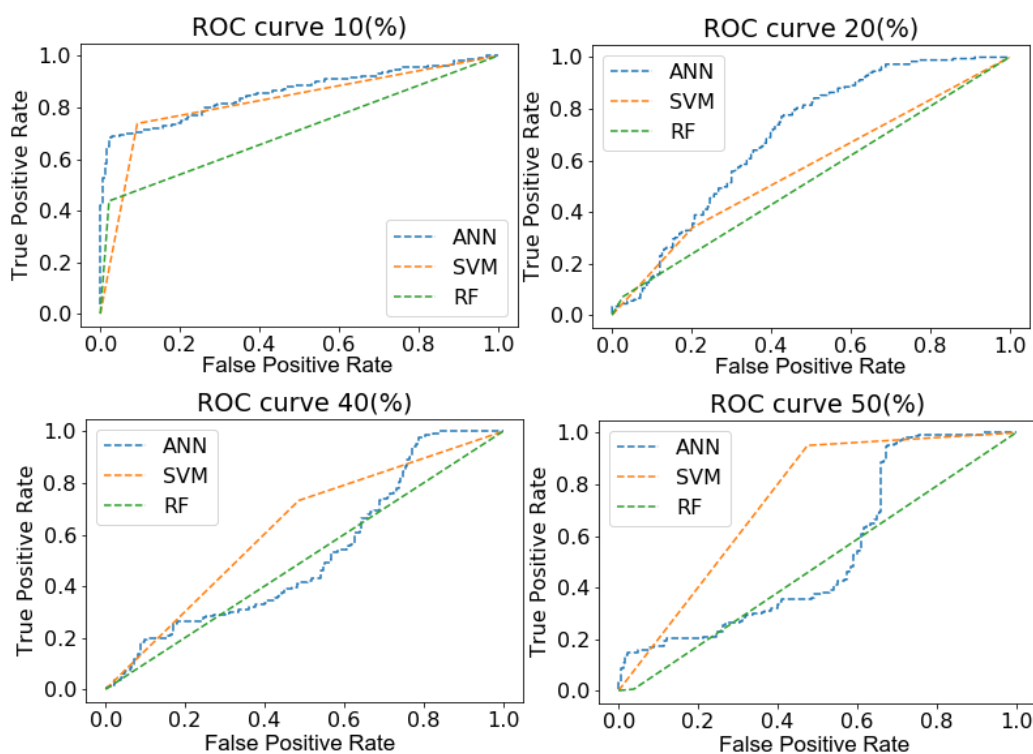 ROC curve 10(%)
True Positive Rate
1.0
0.8
0.6
0.4
0.2
0.0
ANN
SVM
RF
0.0 0.2 0.4 0.6 0.8 1.0
False Positive Rate
ROC curve 20(%)
True Positive Rate
1.0
0.8
0.6
0.4
0.2
0.0
ANN
SVM
RF
0.0 0.2 0.4 0.6 0.8 1.0
False Positive Rate
ROC curve 40(%)
True Positive Rate
1.0
0.8
0.6
0.4
0.2
0.0
ANN
SVM
RF
0.0 0.2 0.4 0.6 0.8 1.0
False Positive Rate
ROC curve 50(%)
True Positive Rate
1.0
0.8
0.6
0.4
0.2
0.0
ANN
SVM
RF
0.0 0.2 0.4 0.6 0.8 1.0
False Positive Rate